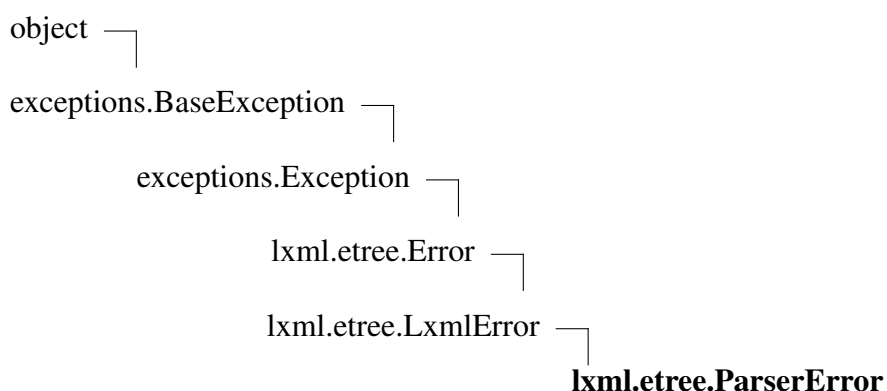 object
exceptions.BaseException
exceptions.Exception
lxml.etree.Error
lxml.etree.LxmlError
lxml.etree.ParserError